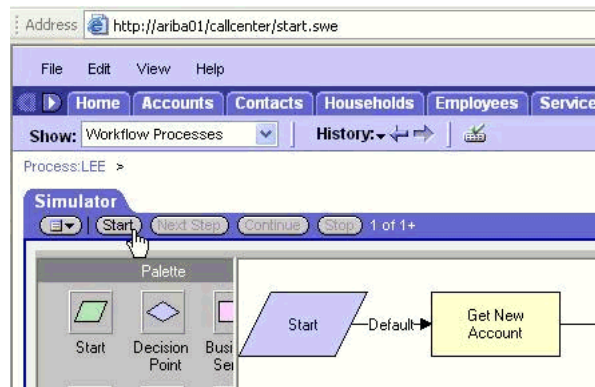 Address http://ariba01/callcenter/start.swe
File Edit View Help
Home Accounts Contacts Households Employees Service
Show: Workflow Processes History:
Process:LEE >
Simulator
Start Next Step Continue Stop 1 of 1+
Palette
Start Decision Point
Busi
Ser
Start Default Get New Account